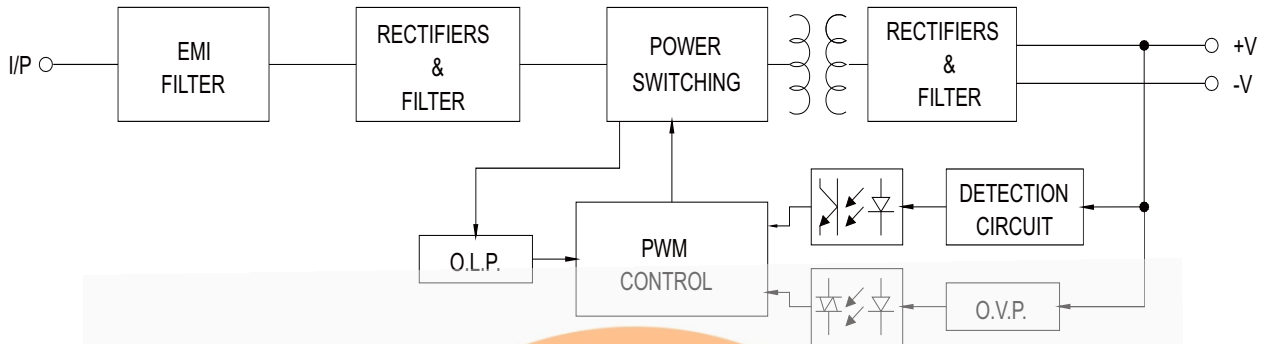 I/P
EMI
FILTER
RECTIFIERS
&
FILTER
POWER
SWITCHING
RECTIFIERS
&
FILTER
+V
-V
DETECTION
CIRCUIT
O.L.P.
PWM
CONTROL
O.V.P.